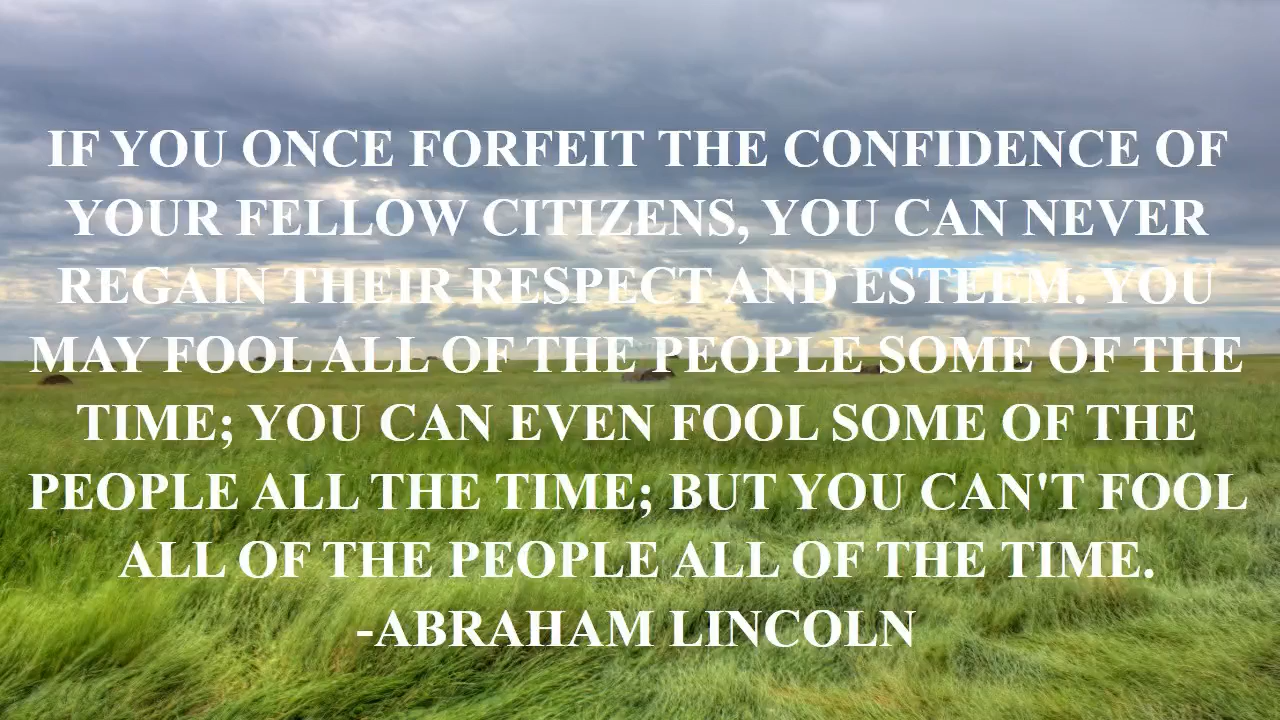 IF YOU ONCE FORFEIT THE CONFIDENCE OF
YOUR FELLOW CITIZENS, YOU CAN NEVER
REGAIN THEIR RESPECT AND ESTEEM. YOU
MAY FOOL ALL OF THE PEOPLE SOME OF THE
TIME; YOU CAN EVEN FOOL SOME OF THE
PEOPLE ALL THE TIME; BUT YOU CAN'T FOOL
ALL OF THE PEOPLE ALL OF THE TIME.
-ABRAHAM LINCOLN